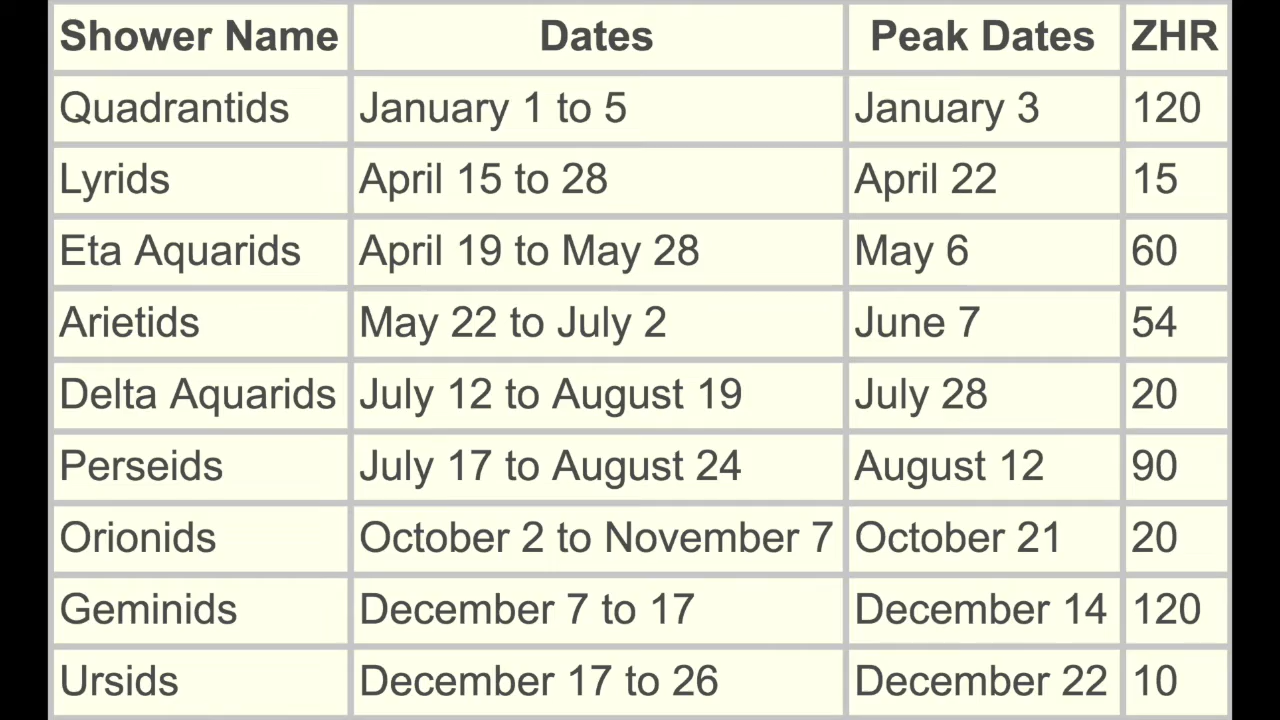 Shower Name Dates Peak Dates ZHR
Quadrantids January 1 to 5 January 3 120
Lyrids April 15 to 28 April 22 15
Eta Aquarids April 19 to May 28 May 6 60
Arietids May 22 to July 2 June 7 54
Delta Aquarids July 12 to August 19 July 28 20
Perseids July 17 to August 24 August 12 90
Orionids October 2 to November 7 October 21 20
Geminids December 7 to 17 December 14 120
Ursids December 17 to 26 December 22 10